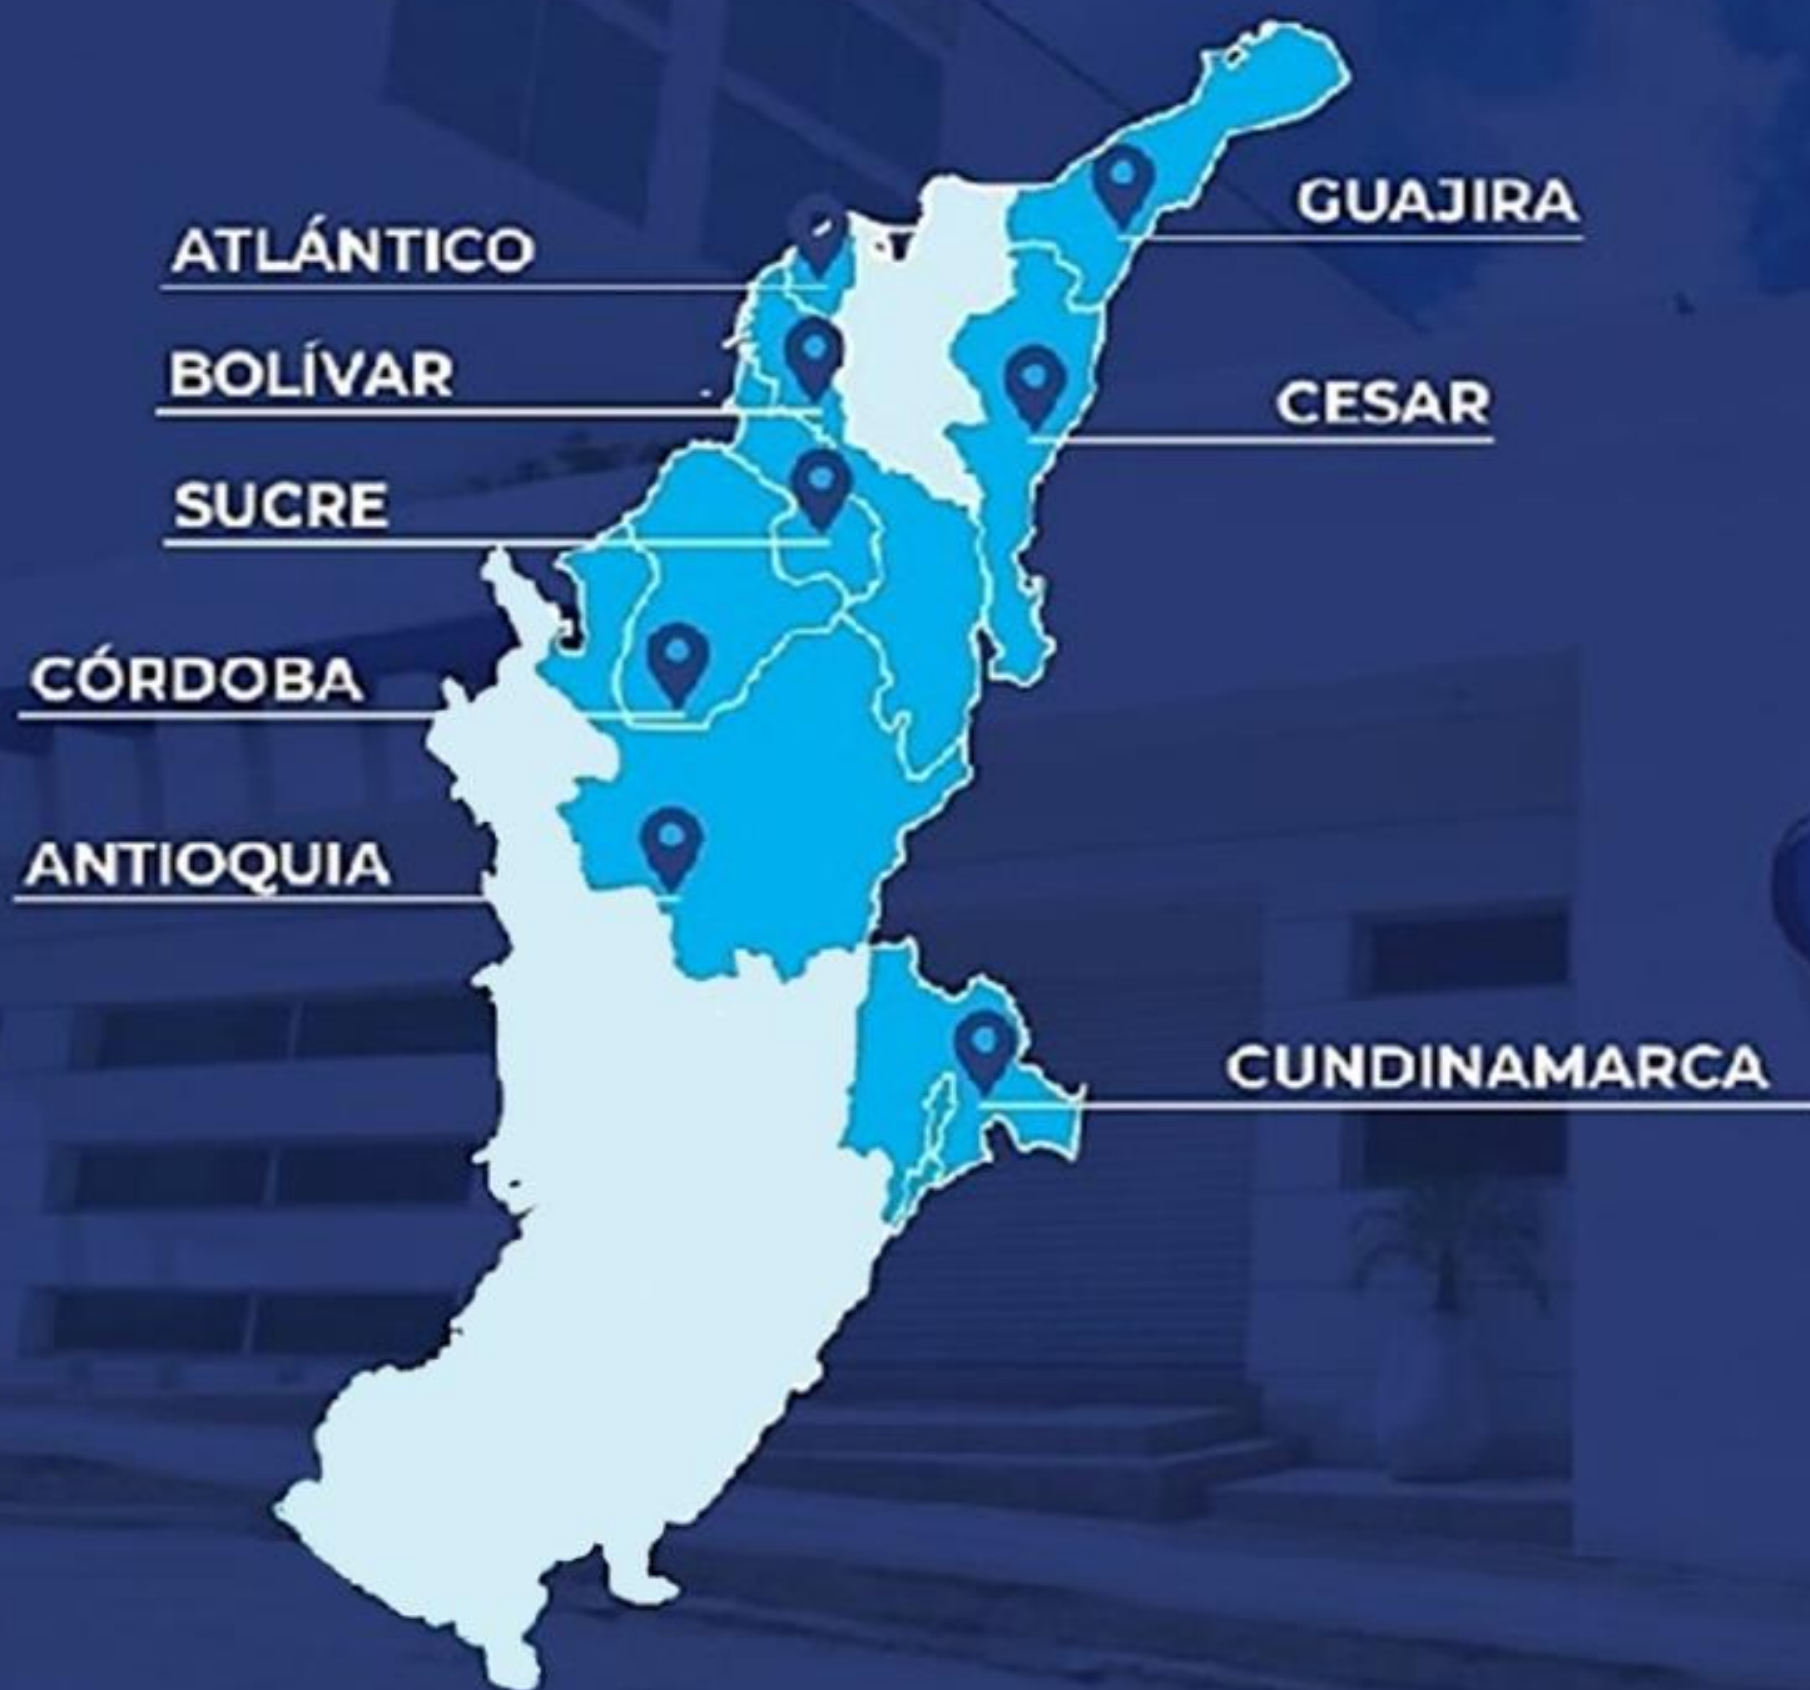 GUAJIRA
ATLÁNTICO
BOLÍVAR
CESAR
SUCRE
CÓRDOBA
ANTIOQUIA
CUNDINAMARCA